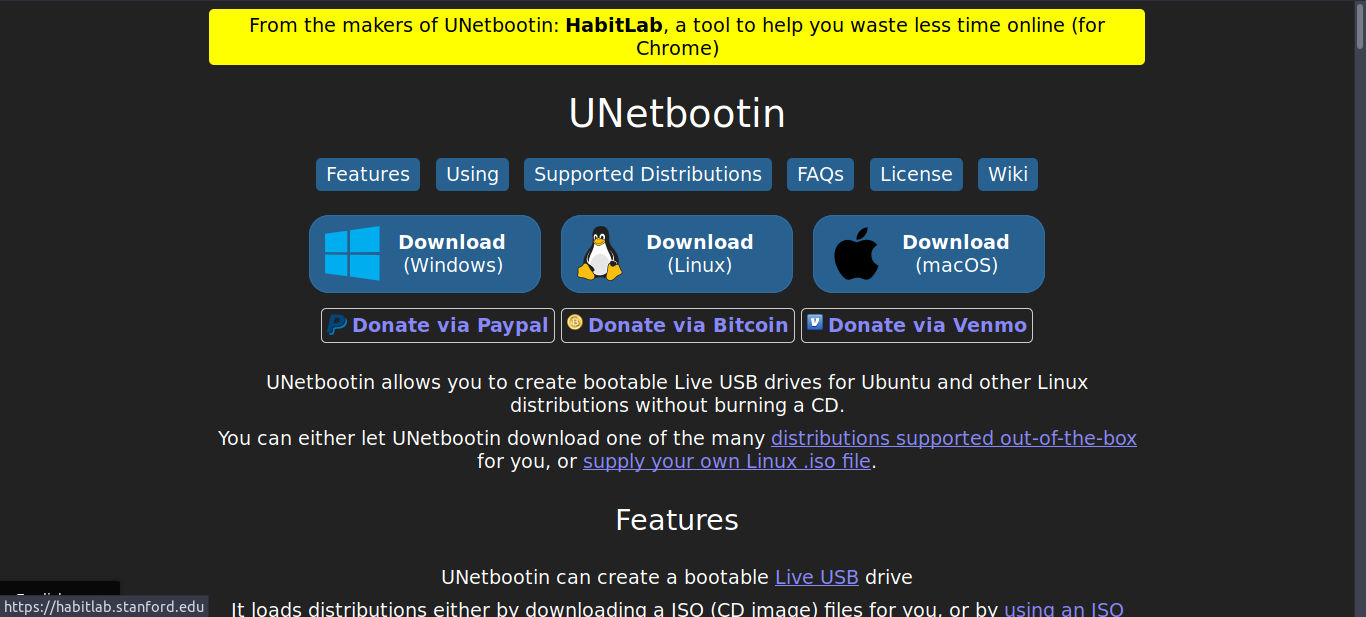 From the makers of UNetbootin: HabitLab, a tool to help you waste less time online (for
Chrome)
UNetbootin
Features Using Supported Distributions FAQs License Wiki
Download
(Windows)
Download
(Linux)
Download
(macOS)
Donate via Paypal Donate via Bitcoin Donate via Venmo
UNetbootin allows you to create bootable Live USB drives for Ubuntu and other Linux
distributions without burning a CD.
You can either let UNetbootin download one of the many distributions supported out-of-the-box
for you, or supply your own Linux .iso file.
Features
UNetbootin can create a bootable Live USB drive
https://habitlab.stanford.edu
It loads distributions either by downloading a ISO (CD image) files for you, or by using an ISO